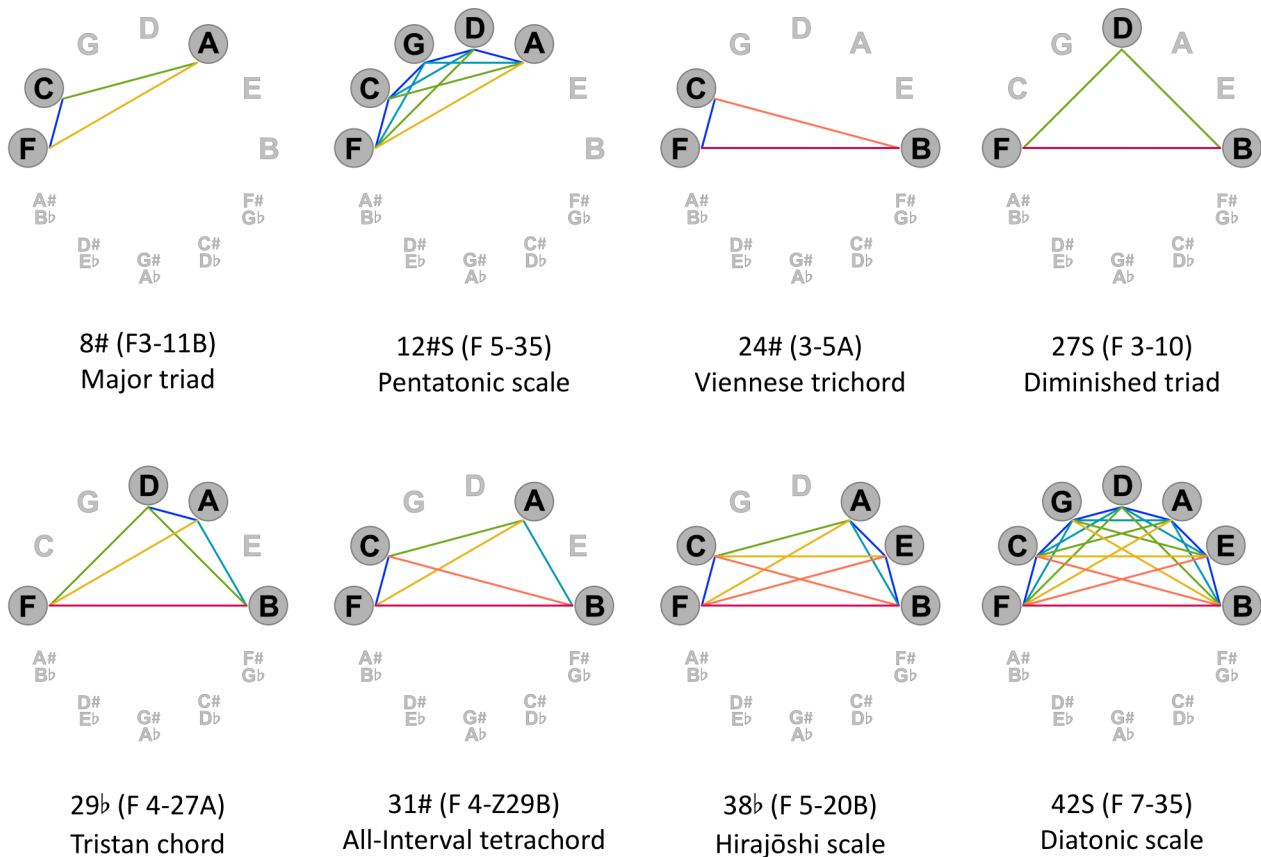 D
G A
C E
F B
A# F#
B♭ G♭
D# C#
E♭ G# D♭
A♭
8# (F3-11B)
Major triad
D
G A
C E
F B
A# F#
B♭ G♭
D# C#
E♭ G# D♭
A♭
12#S (F 5-35)
Pentatonic scale
D
G A
C E
F B
A# F#
B♭ G♭
D# C#
E♭ G# D♭
A♭
24# (3-5A)
Viennese trichord
D
G A
C E
F B
A# F#
B♭ G♭
D# C#
E♭ G# D♭
A♭
27S (F 3-10)
Diminished triad
D
G A
C E
F B
A# F#
B♭ G♭
D# C#
E♭ G# D♭
A♭
29♭ (F 4-27A)
Tristan chord
D
G A
C E
F B
A# F#
B♭ G♭
D# C#
E♭ G# D♭
A♭
31# (F 4-Z29B)
All-Interval tetrachord
D
G A
C E
F B
A# F#
B♭ G♭
D# C#
E♭ G# D♭
A♭
38♭ (F 5-20B)
Hirajōshi scale
D
G A
C E
F B
A# F#
B♭ G♭
D# C#
E♭ G# D♭
A♭
42S (F 7-35)
Diatonic scale